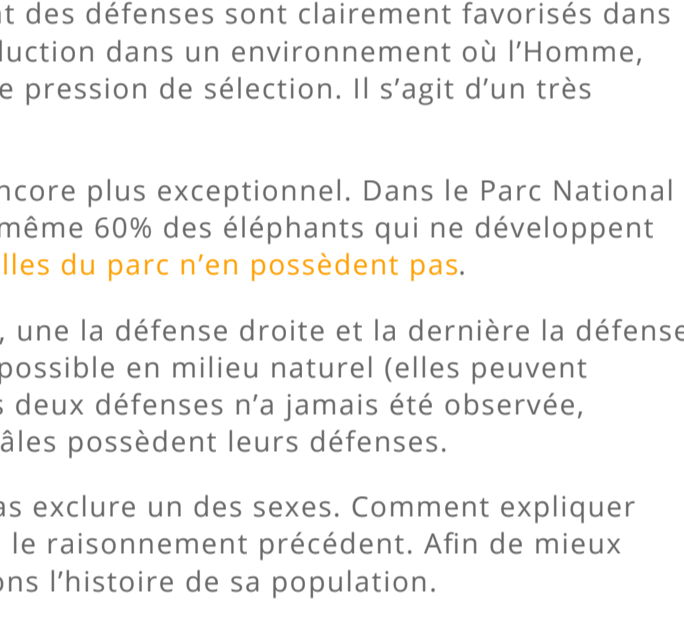 t des défenses sont clairement favorisés dans
duction dans un environnement où l’Homme,
e pression de sélection. Il s’agit d’un très
ncore plus exceptionnel. Dans le Parc National
même 60% des éléphants qui ne développent
lles du parc n’en possèdent pas.
, une la défense droite et la dernière la défense
possible en milieu naturel (elles peuvent
s deux défenses n’a jamais été observée,
âles possèdent leurs défenses.
as exclure un des sexes. Comment expliquer
le raisonnement précédent. Afin de mieux
ons l’histoire de sa population.